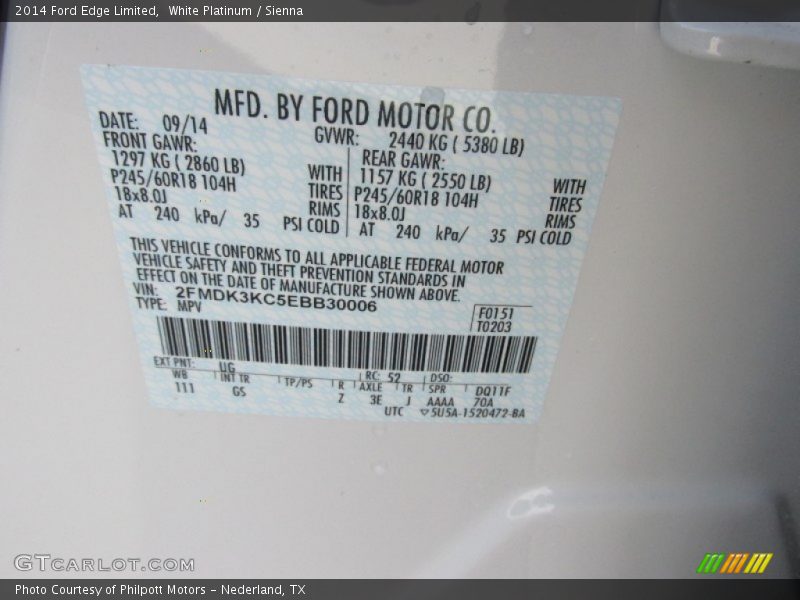 2014 Ford Edge Limited,  White Platinum / Sienna
MFD. BY FORD MOTOR CO.
DATE: 09/14
GVWR: 2440 KG ( 5380 LB)
FRONT GAWR:
1297 KG ( 2860 LB)
P245/60R18 104H
18x8.0J
WITH
TIRES
RIMS
AT 240 kPa/ 35 PSI COLD
REAR GAWR:
1157 KG ( 2550 LB)
P245/60R18 104H
18x8.0J
WITH
TIRES
RIMS
AT 240 kPa/ 35 PSI COLD
THIS VEHICLE CONFORMS TO ALL APPLICABLE FEDERAL MOTOR
VEHICLE SAFETY AND THEFT PREVENTION STANDARDS IN
EFFECT ON THE DATE OF MANUFACTURE SHOWN ABOVE.
VIN: 2FMDK3KC5EBB30006
TYPE: MPV
F0151
T0203
EXT PNT: UG RC: 52 DSO:
WB INT TR TP/PS R AXLE TR SPR DQ11F
111 GS Z 3E J AAAA 70A
UTC ▽5U5A-1520472-BA
GTCARLOT.COM
Photo Courtesy of Philpott Motors - Nederland, TX